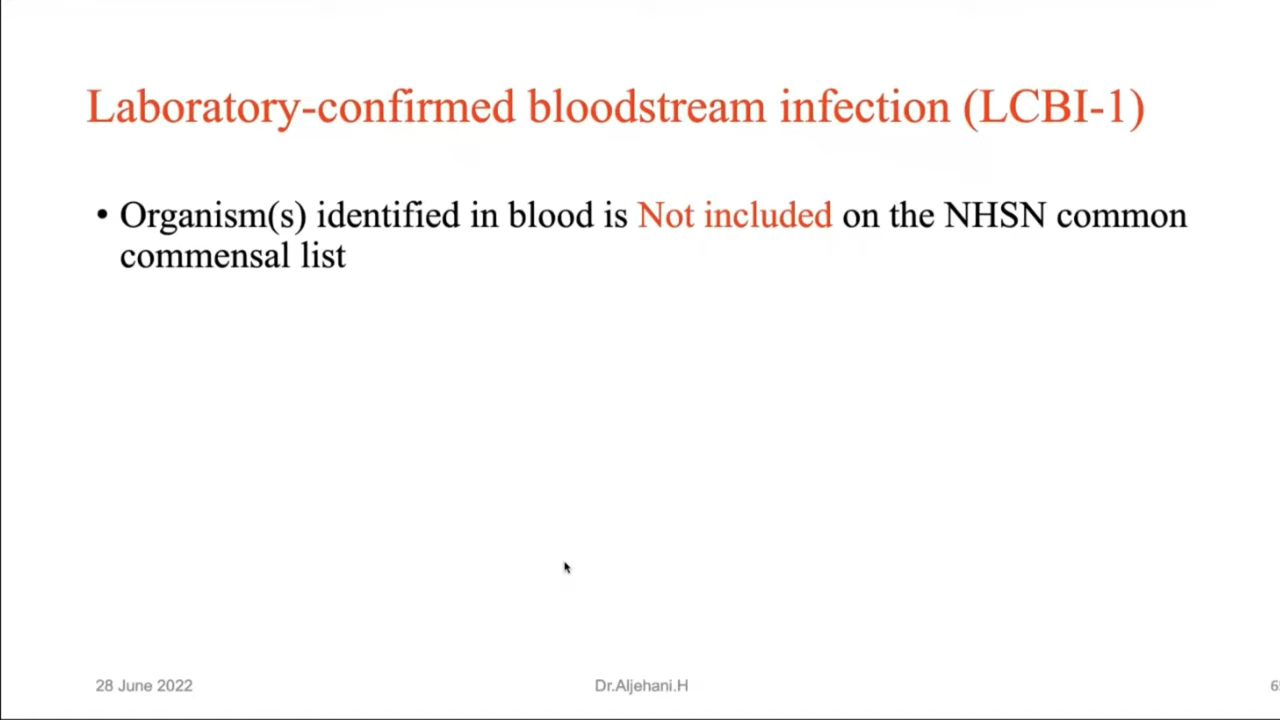 Laboratory-confirmed bloodstream infection (LCBI-1)
• Organism(s) identified in blood is Not included on the NHSN common
commensal list
28 June 2022
Dr.Aljehani.H